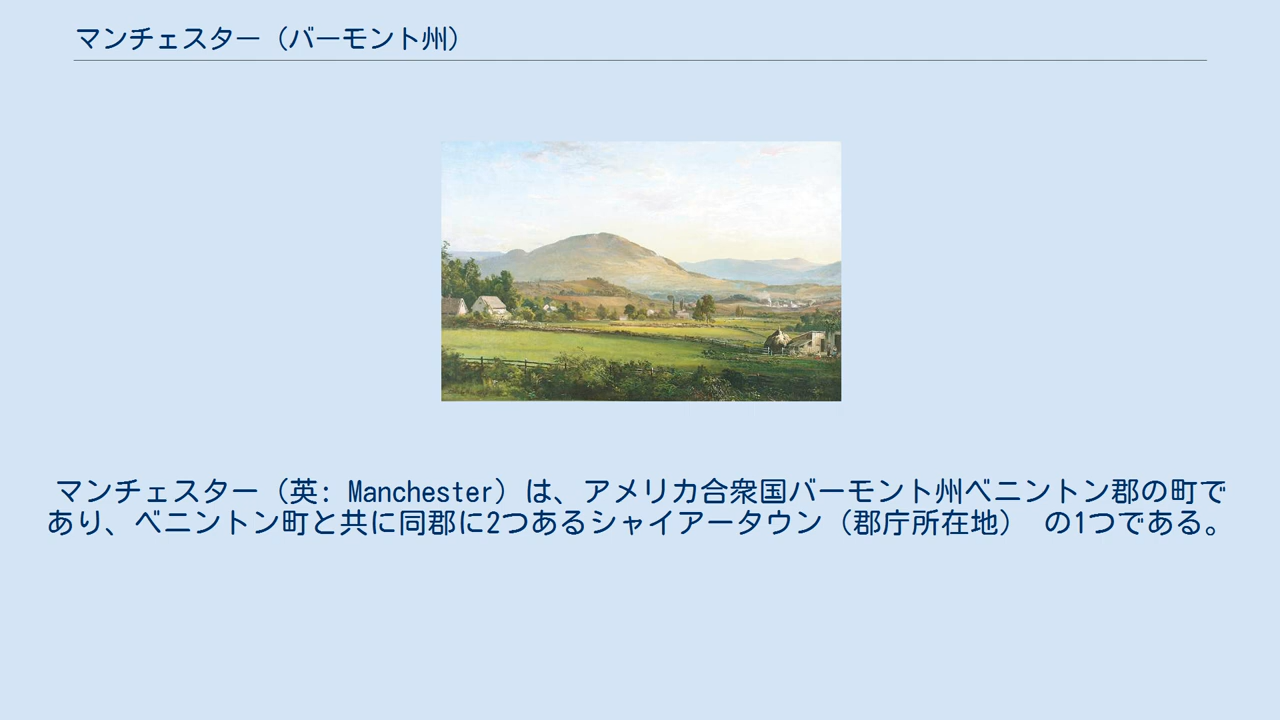 マンチェスター（バーモント州）
マンチェスター（英: Manchester）は、アメリカ合衆国バーモント州ベニントン郡の町で
あり、ベニントン町と共に同郡に2つあるシャイアータウン（郡庁所在地） の1つである。